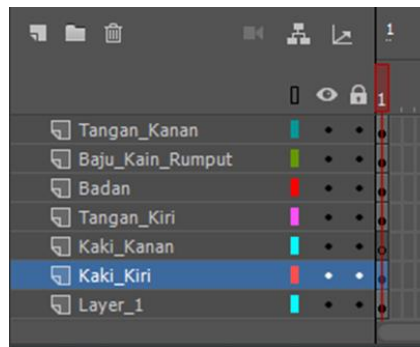 1
1
Tangan_Kanan
Baju_Kain_Rumput
Badan
Tangan_Kiri
Kaki_Kanan
Kaki_Kiri
Layer_1